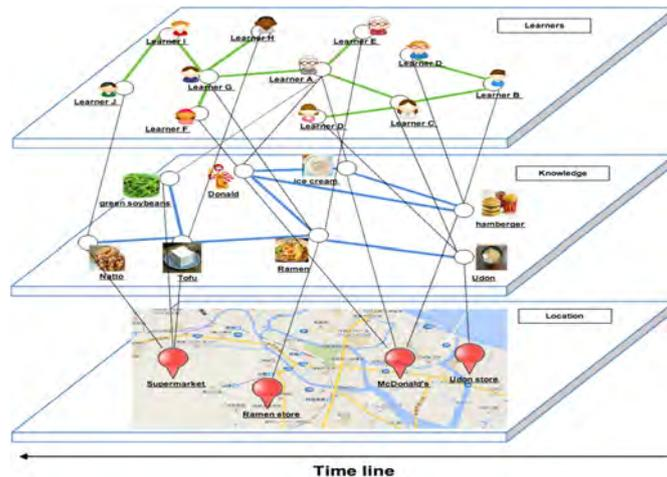 Learners
Learner I
Learner H
Learner E
Learner D
Learner A
Learner G
Learner J
Learner B
Learner F
Learner D
Learner C
Knowledge
green soybeans
Donald
ice cream
hamberger
Natto
Tofu
Ramen
Udon
Location
Supermarket
Ramen store
McDonald's
Udon store
Time line